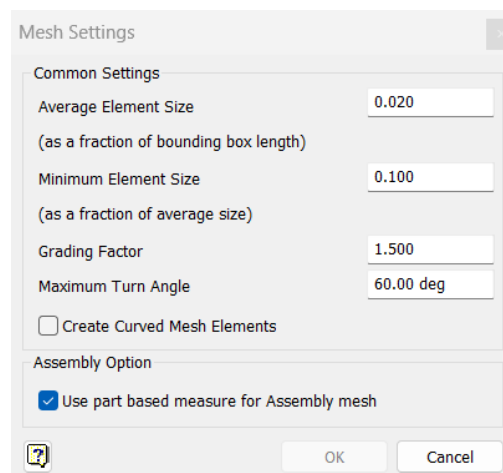 Mesh Settings
Common Settings
Average Element Size 0.020
(as a fraction of bounding box length)
Minimum Element Size 0.100
(as a fraction of average size)
Grading Factor 1.500
Maximum Turn Angle 60.00 deg
Create Curved Mesh Elements
Assembly Option
Use part based measure for Assembly mesh
? OK Cancel